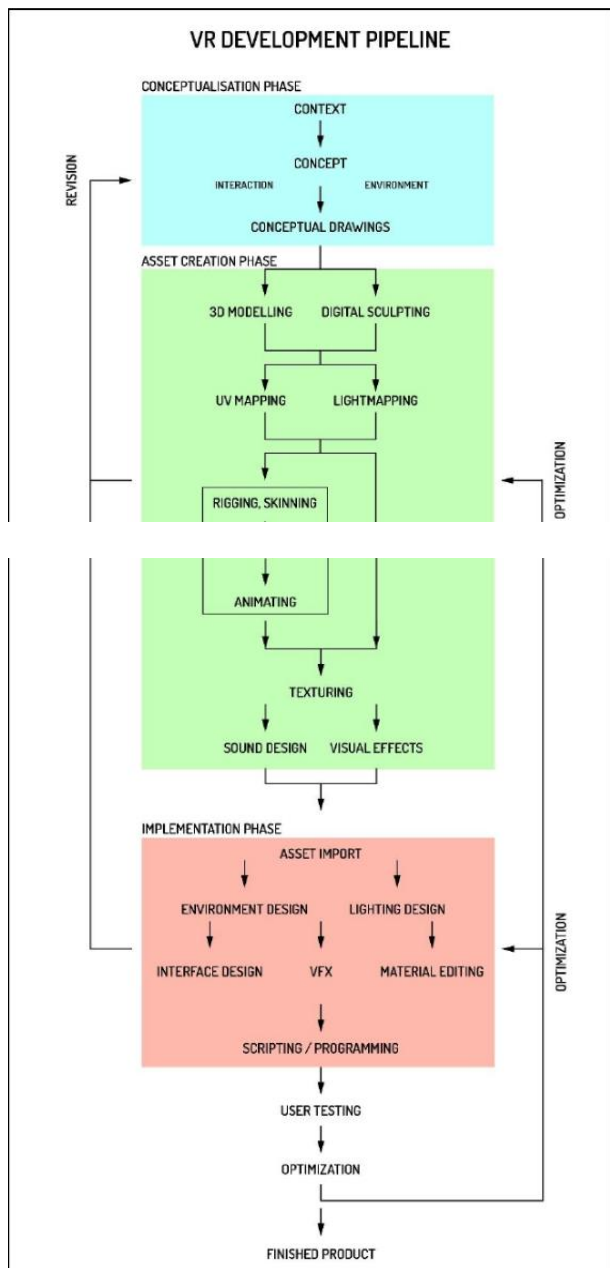 VR DEVELOPMENT PIPELINE
CONCEPTUALISATION PHASE
CONTEXT
CONCEPT
REVISION
INTERACTION ENVIRONMENT
CONCEPTUAL DRAWINGS
ASSET CREATION PHASE
3D MODELLING DIGITAL SCULPTING
UV MAPPING LIGHTMAPPING
RIGGING, SKINNING
OPTIMIZATION
ANIMATING
TEXTURING
SOUND DESIGN VISUAL EFFECTS
IMPLEMENTATION PHASE
ASSET IMPORT
ENVIRONMENT DESIGN LIGHTING DESIGN
INTERFACE DESIGN VFX MATERIAL EDITING
OPTIMIZATION
SCRIPTING / PROGRAMMING
USER TESTING
OPTIMIZATION
FINISHED PRODUCT